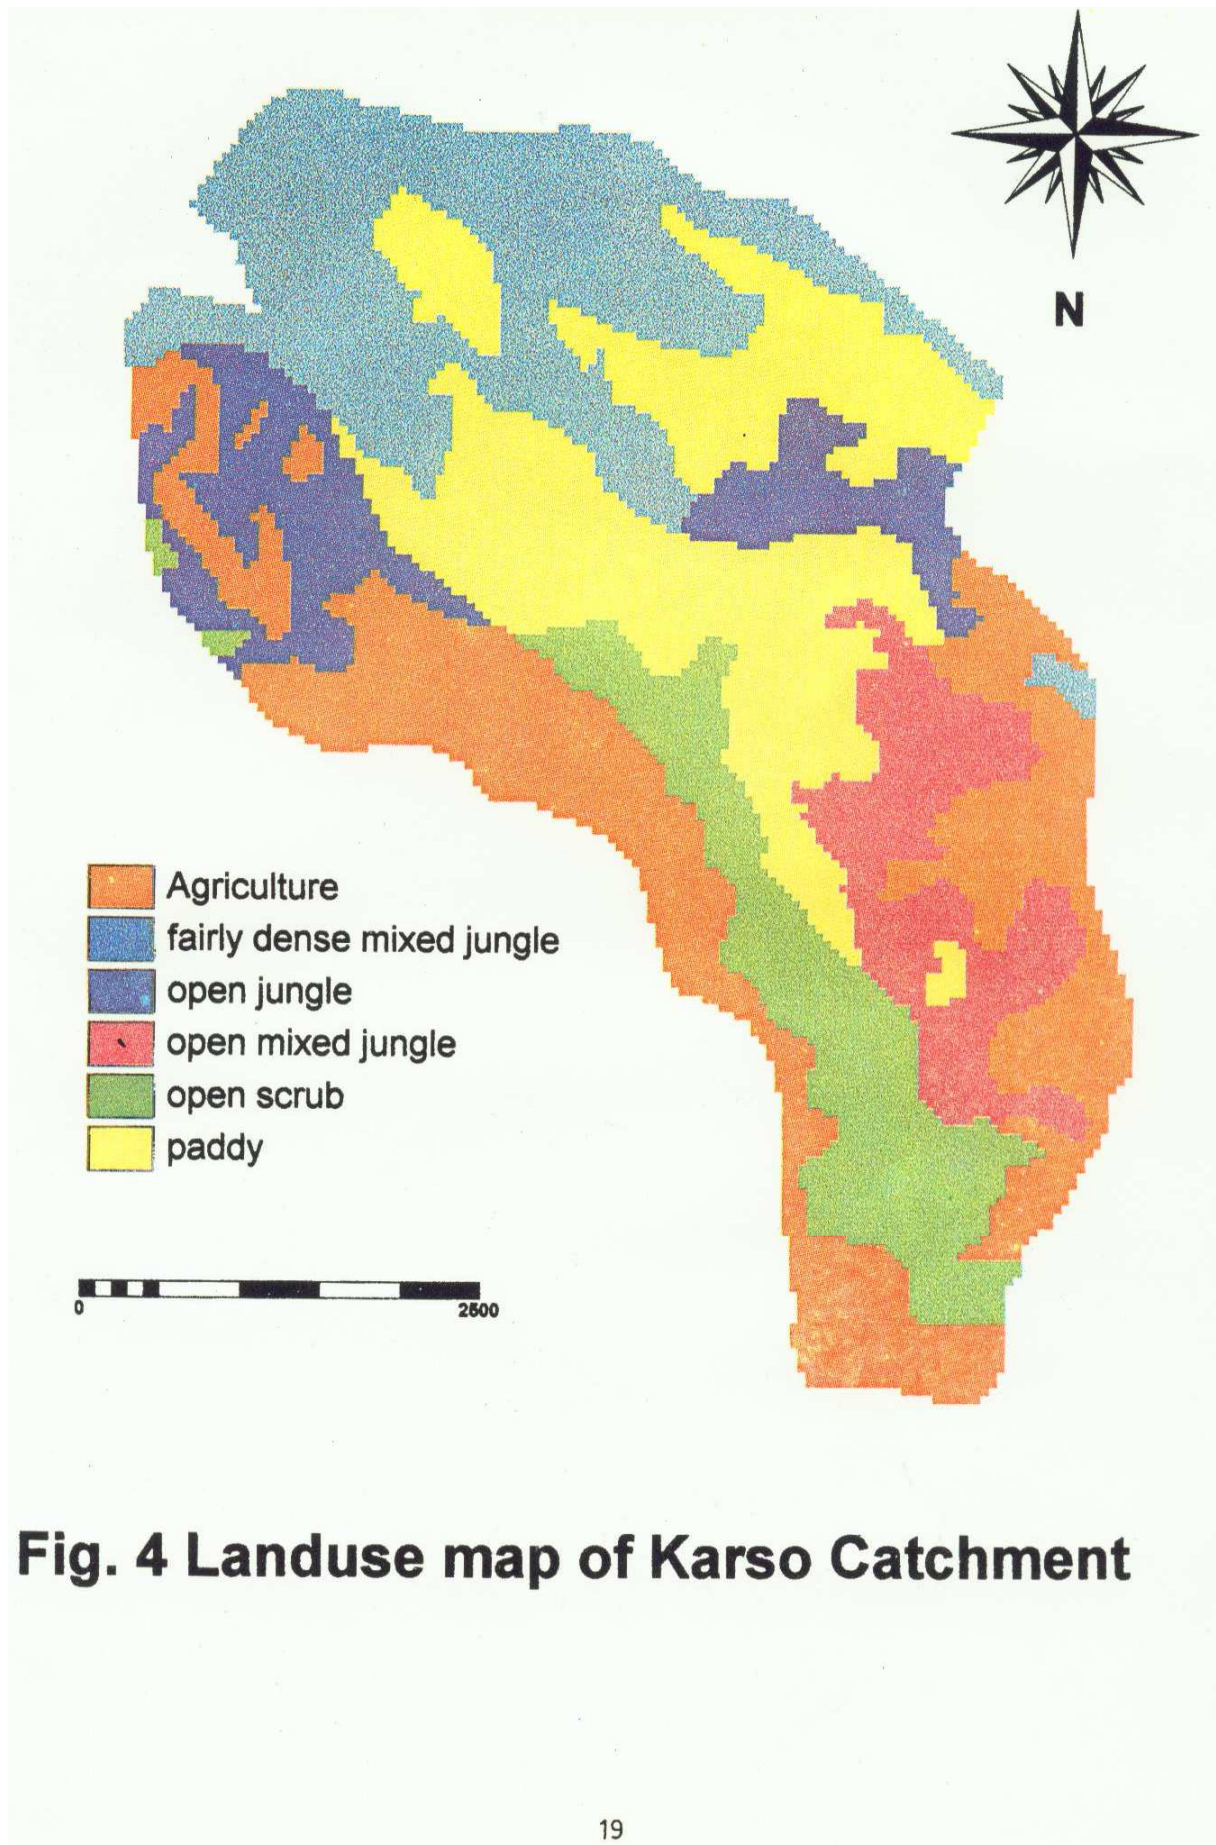 N
Agriculture
fairly dense mixed jungle
open jungle
open mixed jungle
open scrub
paddy
0 2500
Fig. 4 Landuse map of Karso Catchment
19